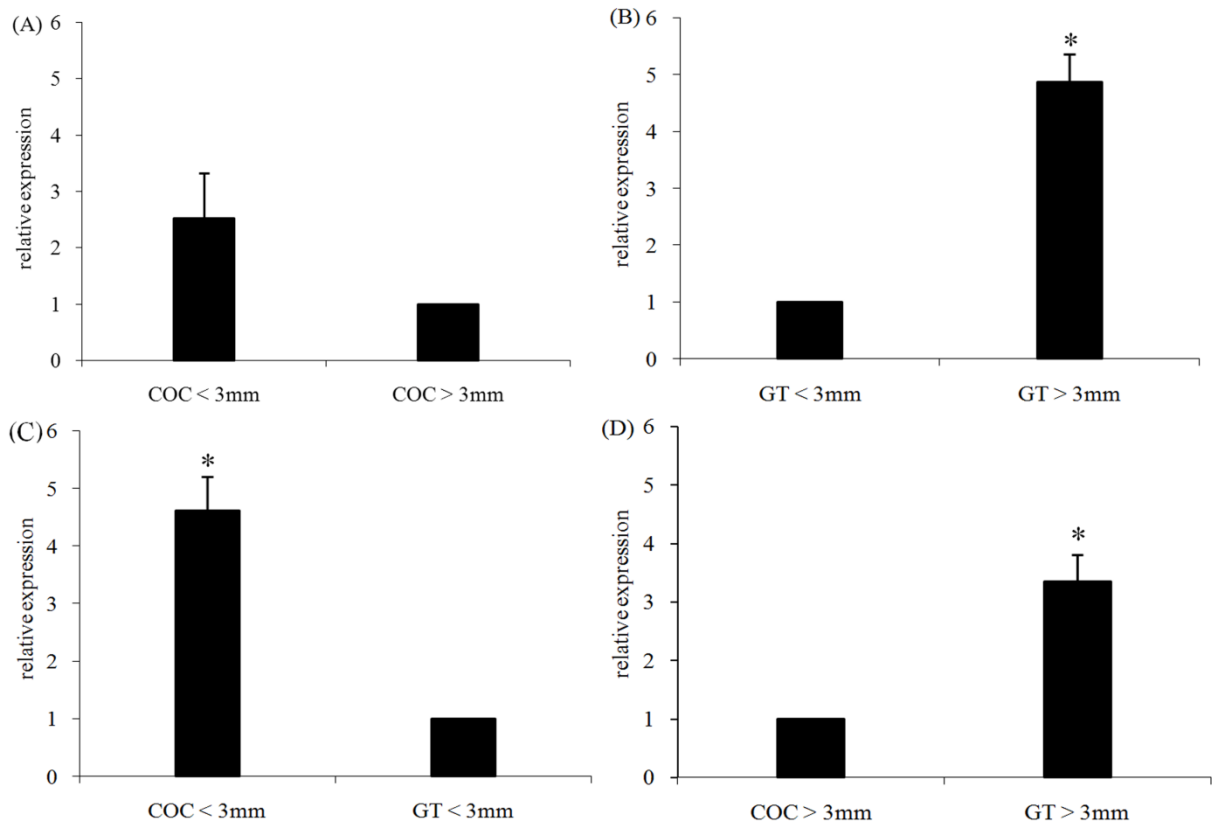 (A)
6
5
4
3
2
1
0
relative expression
COC < 3mm
COC > 3mm
(B)
6
5
4
3
2
1
0
relative expression
*
GT < 3mm
GT > 3mm
(C)
6
5
4
3
2
1
0
relative expression
*
COC < 3mm
GT < 3mm
(D)
6
5
4
3
2
1
0
relative expression
*
COC > 3mm
GT > 3mm